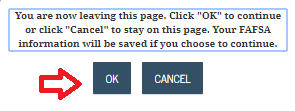 You are now leaving this page. Click "OK" to continue
or click "Cancel" to stay on this page. Your FAFSA
information will be saved if you choose to continue.
OK CANCEL